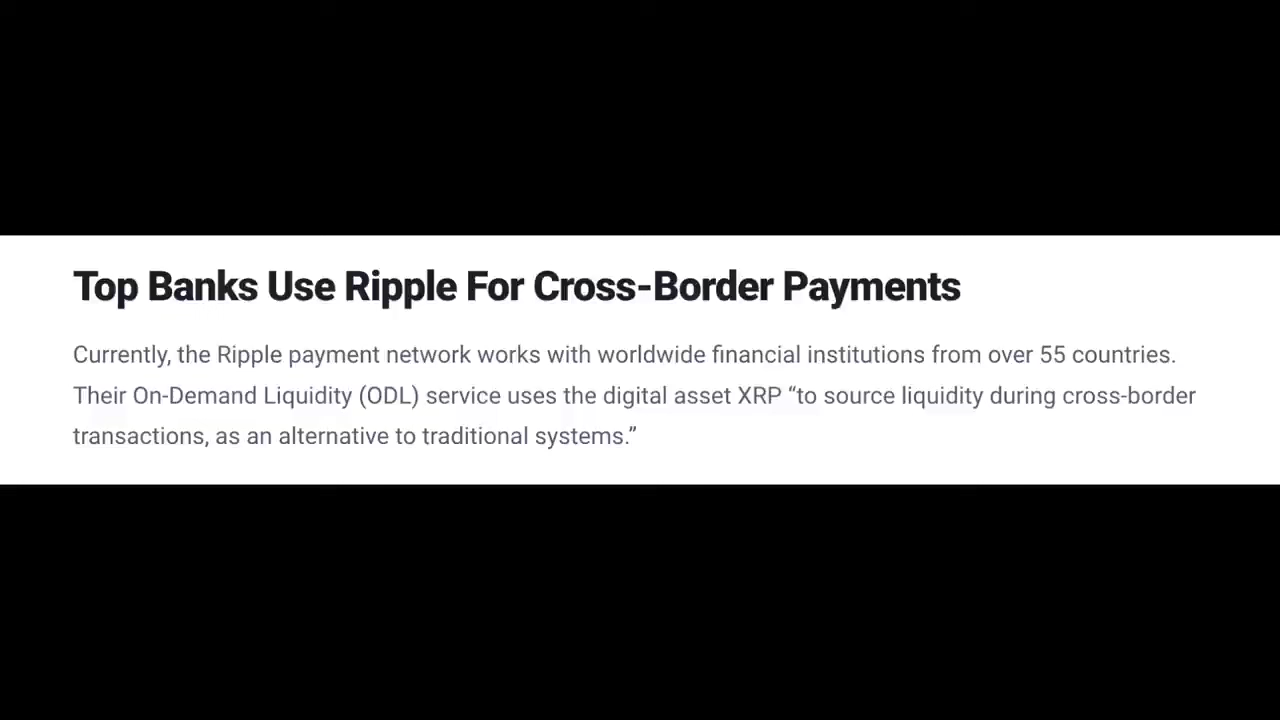 Top Banks Use Ripple For Cross-Border Payments
Currently, the Ripple payment network works with worldwide financial institutions from over 55 countries.
Their On-Demand Liquidity (ODL) service uses the digital asset XRP “to source liquidity during cross-border
transactions, as an alternative to traditional systems.”